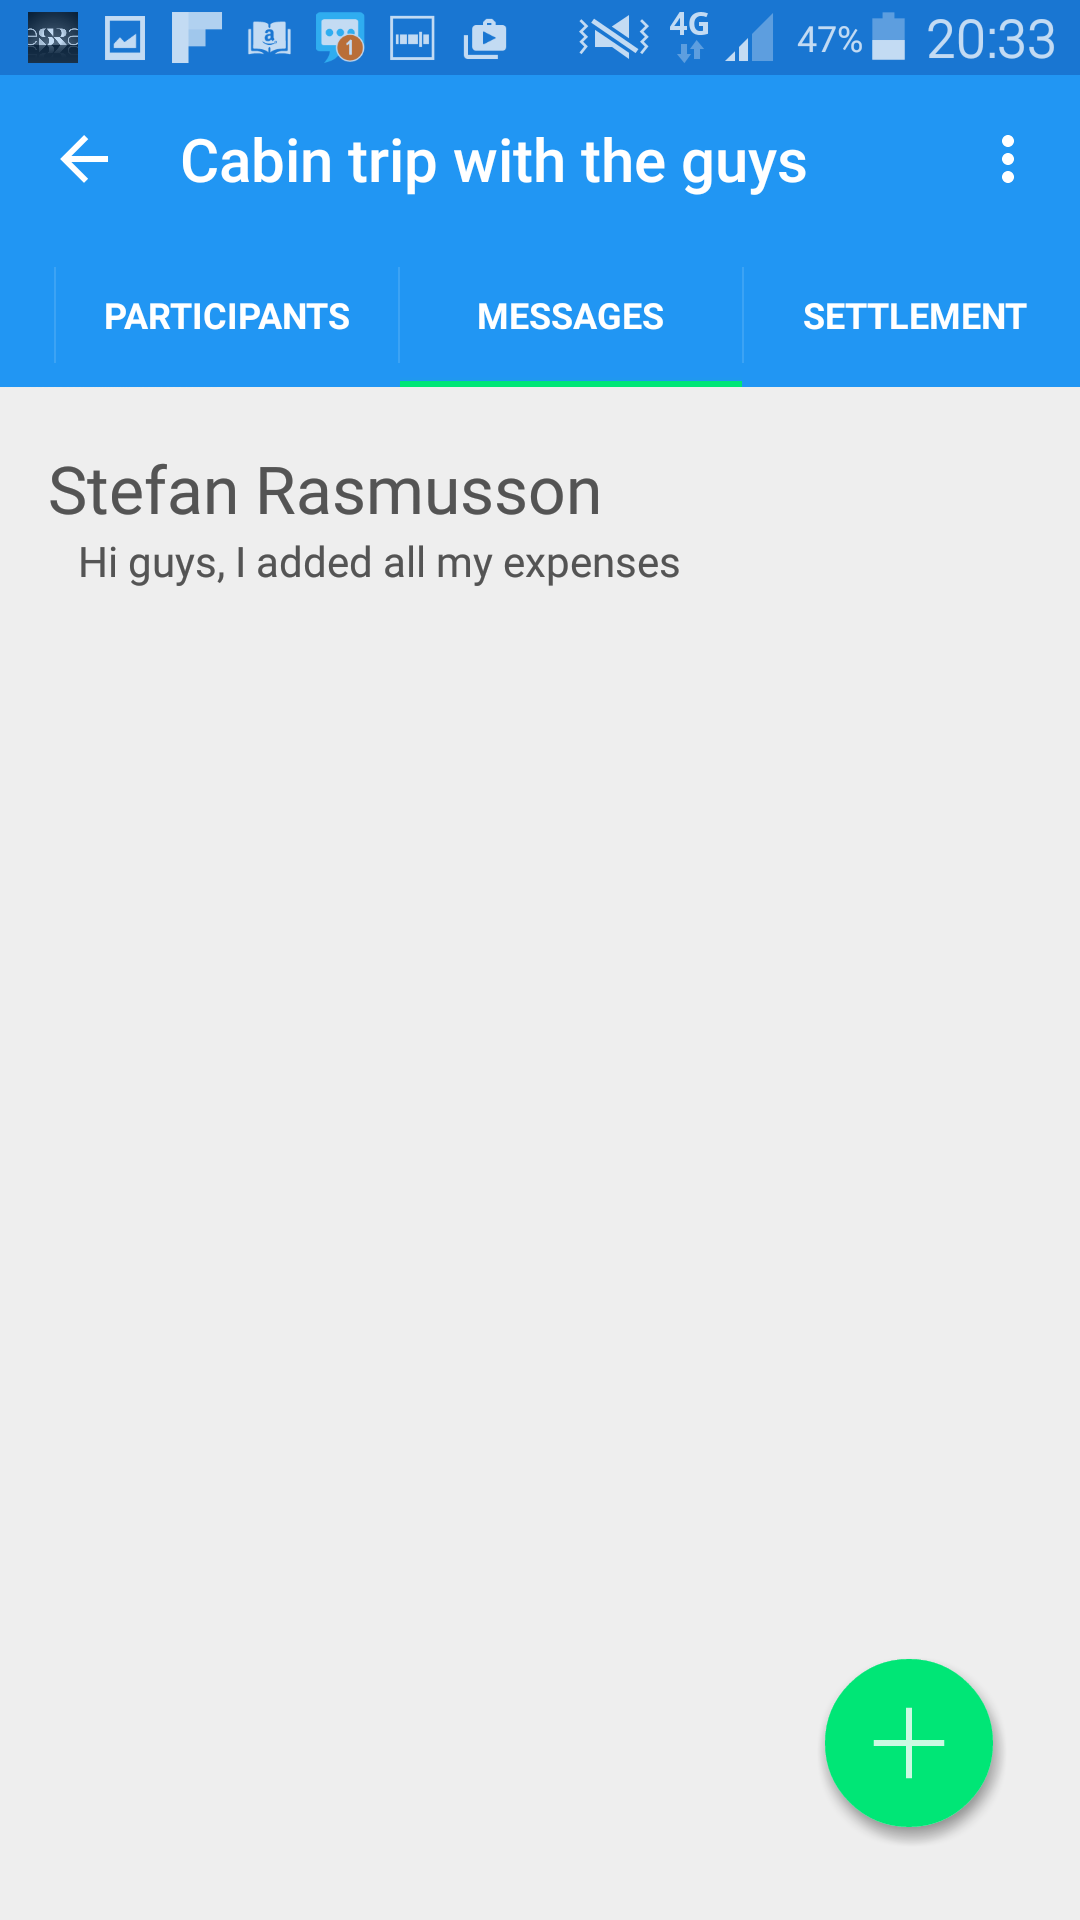 esra
a
1
4G
47%
20:33
Cabin trip with the guys
PARTICIPANTS
MESSAGES
SETTLEMENT
Stefan Rasmusson
Hi guys, I added all my expenses